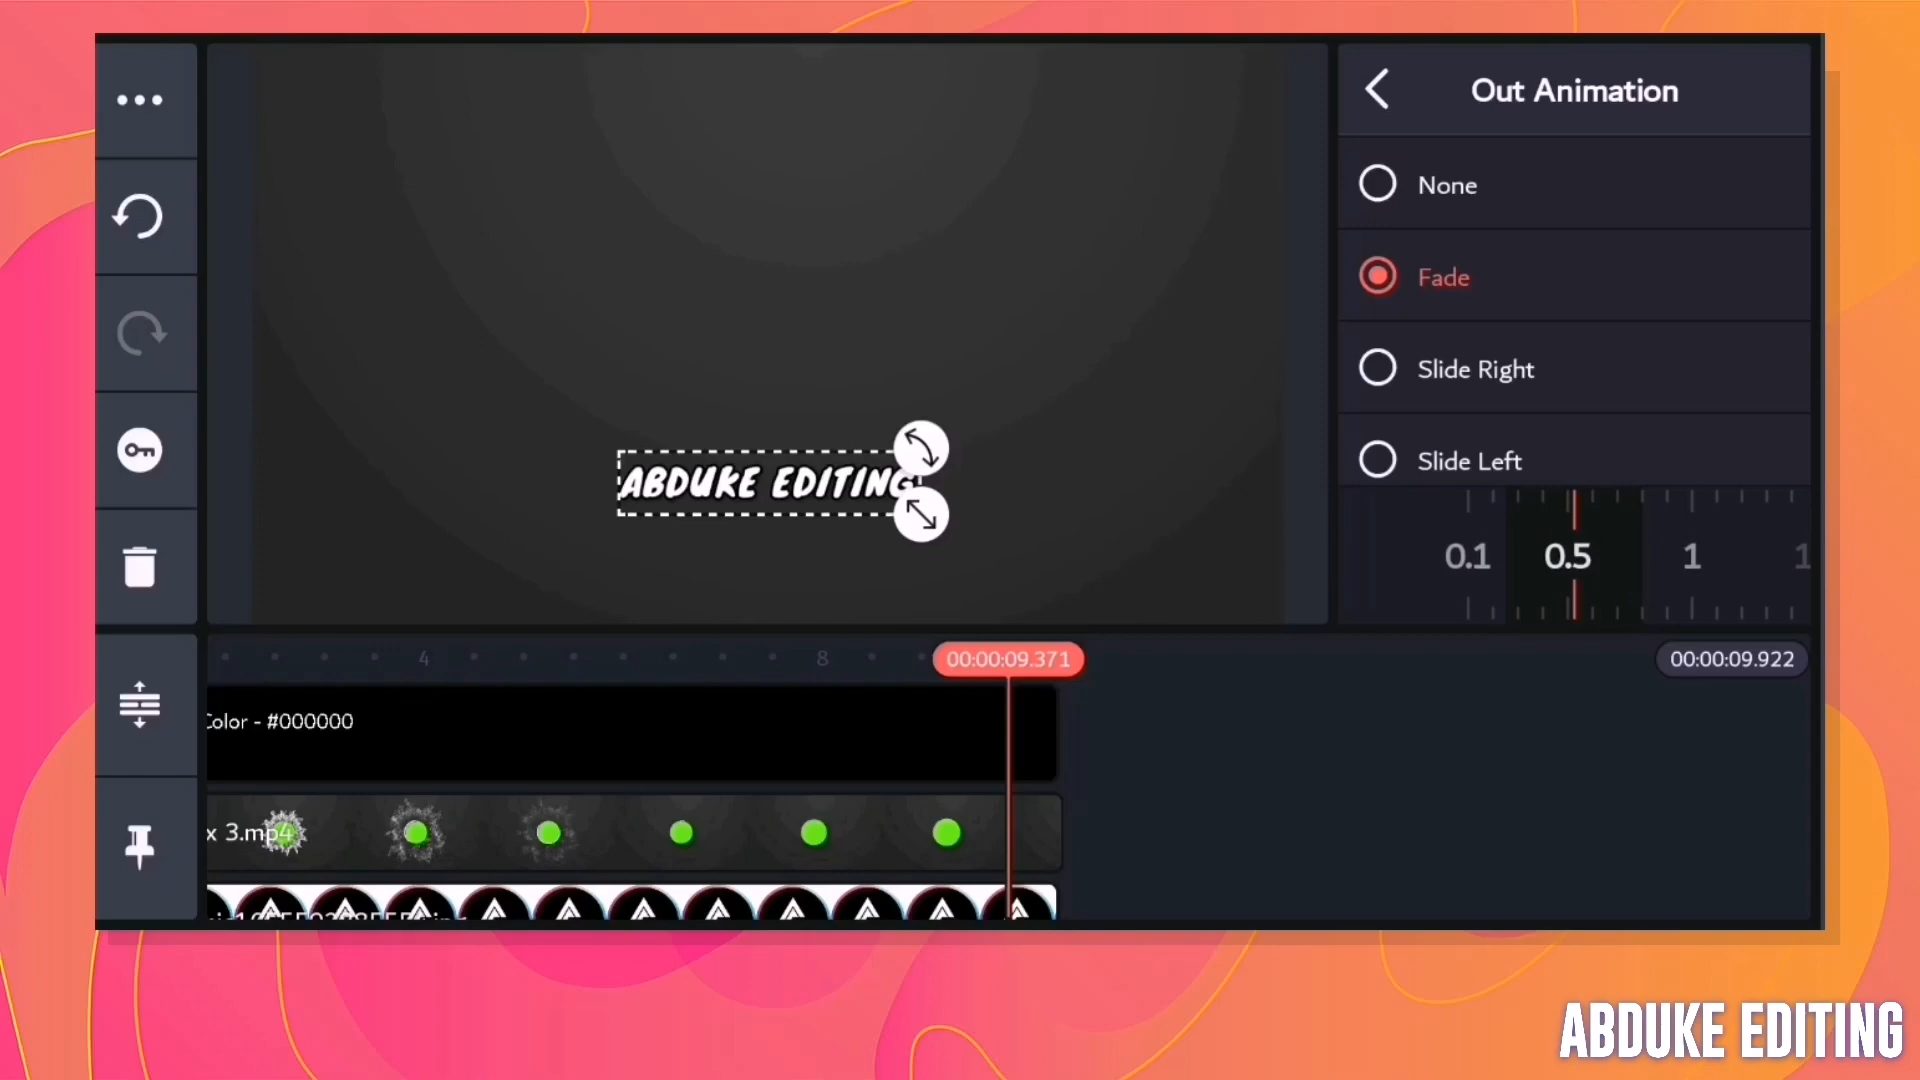 Out Animation
None
Fade
Slide Right
Slide Left
0.1
0.5
1
ABDUKE EDITING
4
8
00:00:09.371
00:00:09.922
Color - #000000
x 3.mp4
ABDUKE EDITING